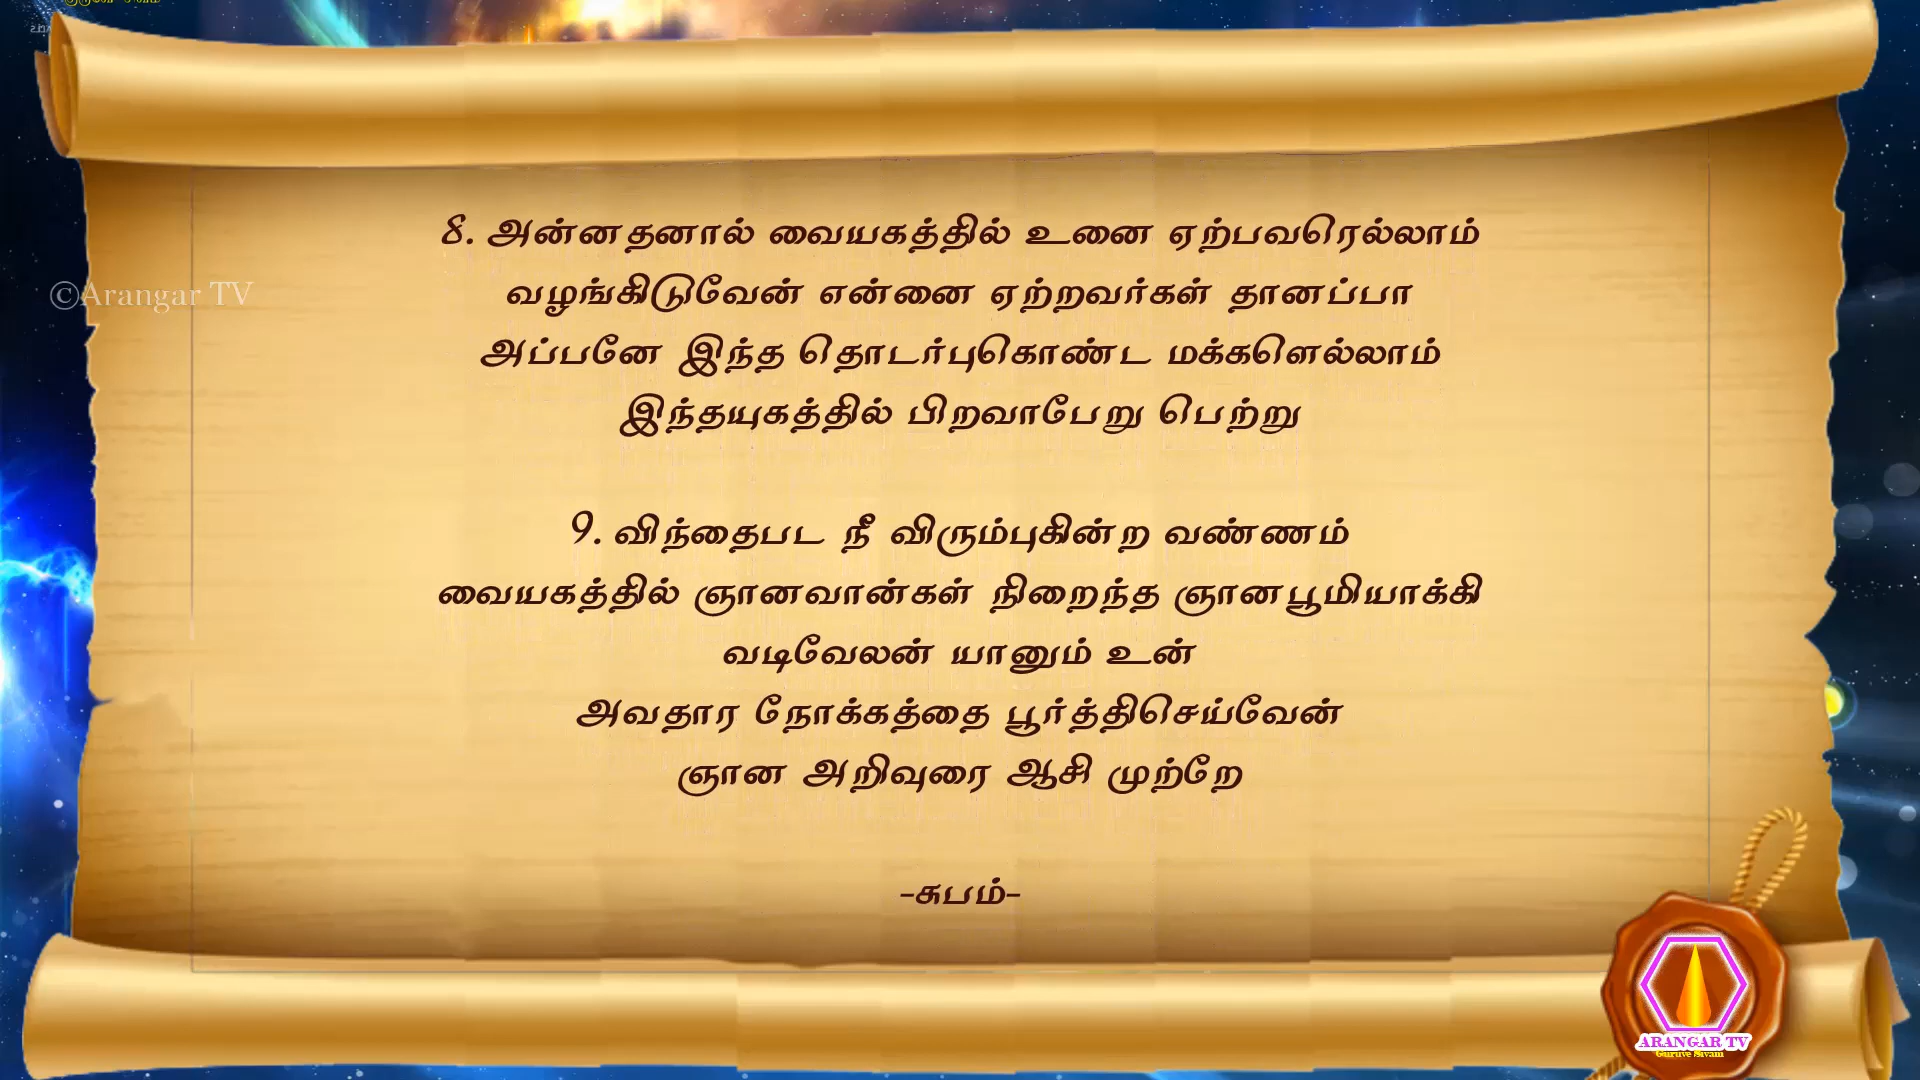 ©Arangar TV
8. அன்னதனால் வையகத்தில் உனை ஏற்பவரெல்லாம்
வழங்கிடுவேன் என்னை ஏற்றவர்கள் தானப்பா
அப்பனே இந்த தொடர்புகொண்ட மக்களெல்லாம்
இந்தயுகத்தில் பிறவாபேறு பெற்று
9. விந்தைபட நீ விரும்புகின்ற வண்ணம்
வையகத்தில் ஞானவான்கள் நிறைந்த ஞானபூமியாக்கி
வடிவேலன் யானும் உன்
அவதார நோக்கத்தை பூர்த்திசெய்வேன்
ஞான அறிவுரை ஆசி முற்றே
-சுபம்-
ARANGAR TV
Guruve Sivam